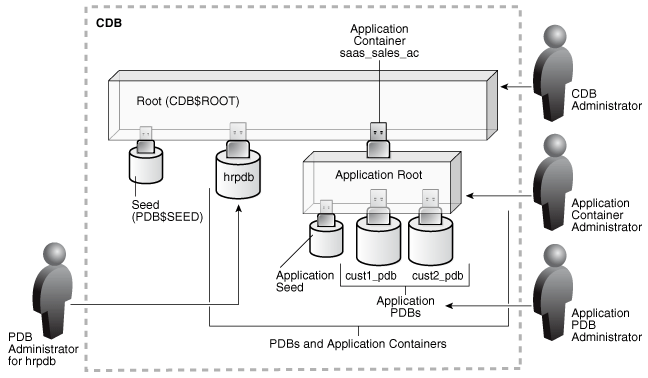 CDB
Application
Container
saas_sales_ac
Root (CDB$ROOT)
CDB
Administrator
hrpdb
Application Root
Seed
(PDB$SEED)
Application
Container
Administrator
Application
Seed
cust1_pdb
cust2_pdb
Application
PDBs
Application
PDB
Administrator
PDB
Administrator
for hrpdb
PDBs and Application Containers